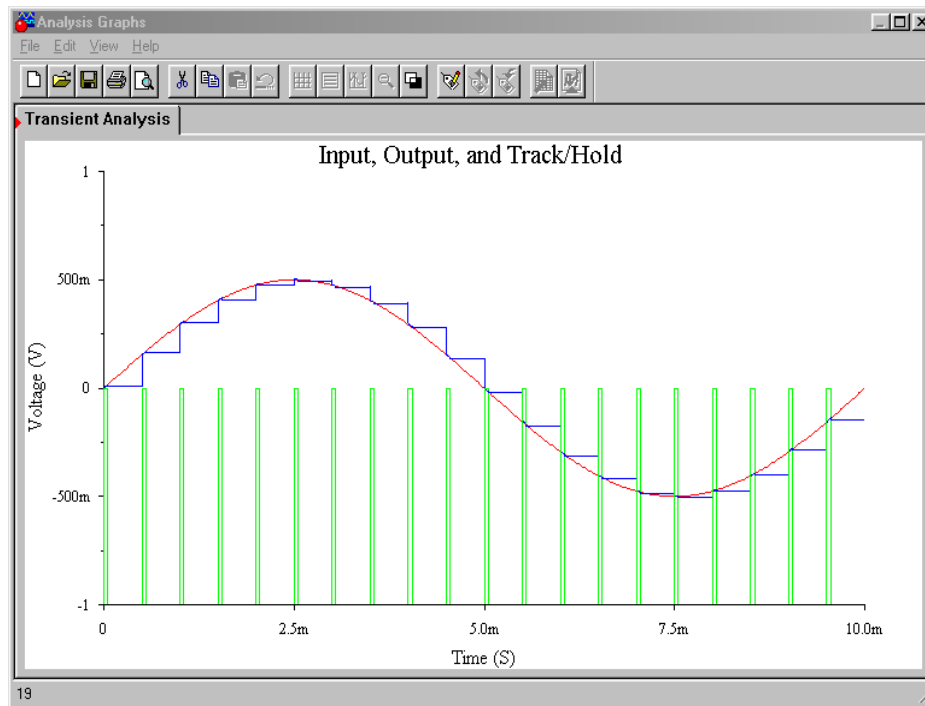 Analysis Graphs
File Edit View Help
Transient Analysis
Input, Output, and Track/Hold
1
500m
0
-500m
-1
Voltage (V)
0 2.5m 5.0m 7.5m 10.0m
Time (S)
19